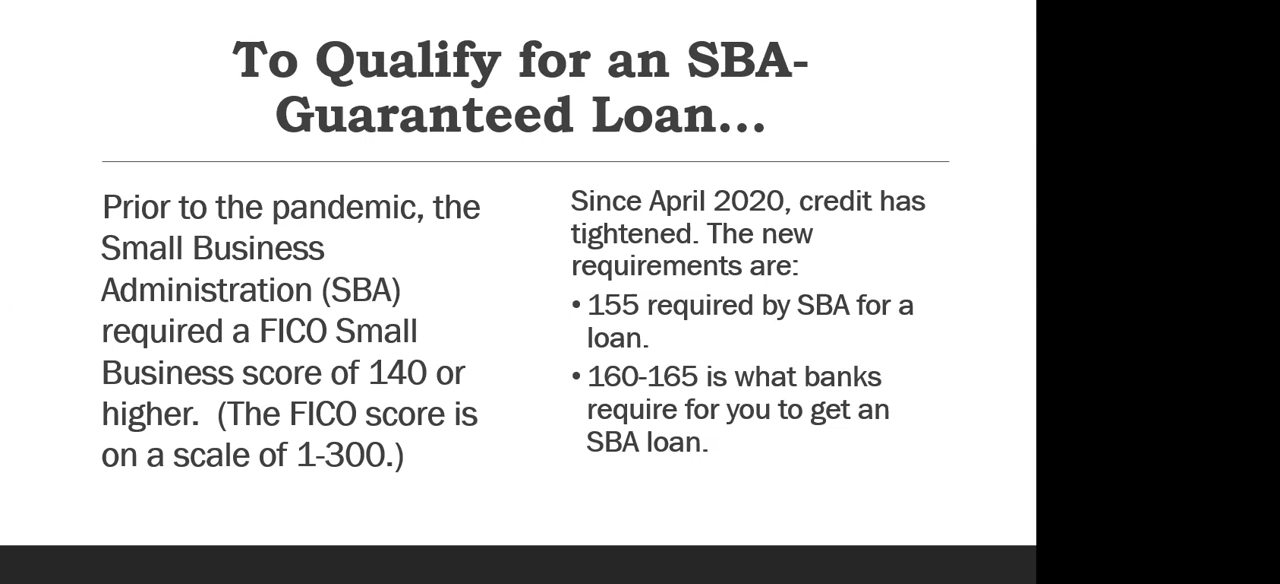 To Qualify for an SBA-
Guaranteed Loan...
Prior to the pandemic, the
Small Business
Administration (SBA)
required a FICO Small
Business score of 140 or
higher.  (The FICO score is
on a scale of 1-300.)
Since April 2020, credit has
tightened. The new
requirements are:
• 155 required by SBA for a
loan.
• 160-165 is what banks
require for you to get an
SBA loan.